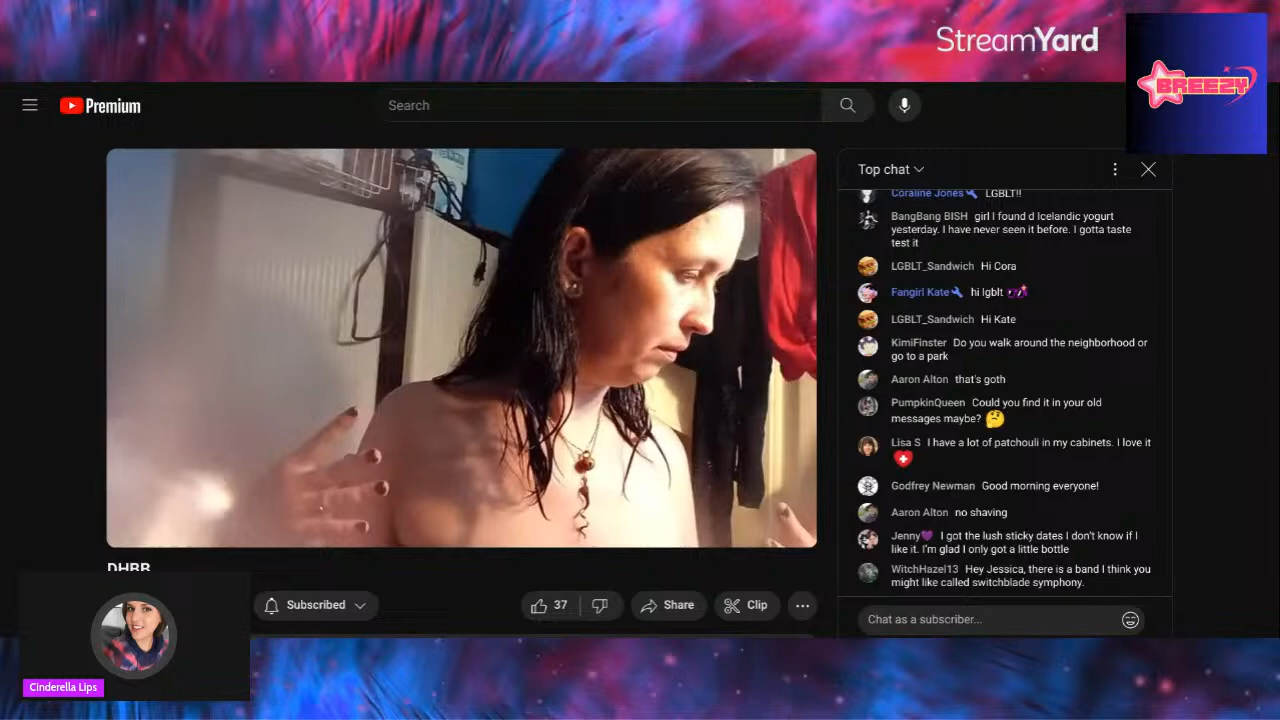 StreamYard
BREEZY
Premium
Search
Top chat
Coraline Jones LGBLT!!
BangBang BISH girl I found d Icelandic yogurt
yesterday. I have never seen it before. I gotta taste
test it
LGBLT_Sandwich Hi Cora
Fangirl Kate hi lgblt
LGBLT_Sandwich Hi Kate
KimiFinster Do you walk around the neighborhood or
go to a park
Aaron Alton that's goth
PumpkinQueen Could you find it in your old
messages maybe? 🤔
Lisa S I have a lot of patchouli in my cabinets. I love it
Godfrey Newman Good morning everyone!
Aaron Alton no shaving
Jenny💜 I got the lush sticky dates I don't know if I
like it. I'm glad I only got a little bottle
WitchHazel13 Hey Jessica, there is a band I think you
might like called switchblade symphony.
Chat as a subscriber...
Subscribed
37
Share
Clip
Cinderella Lips